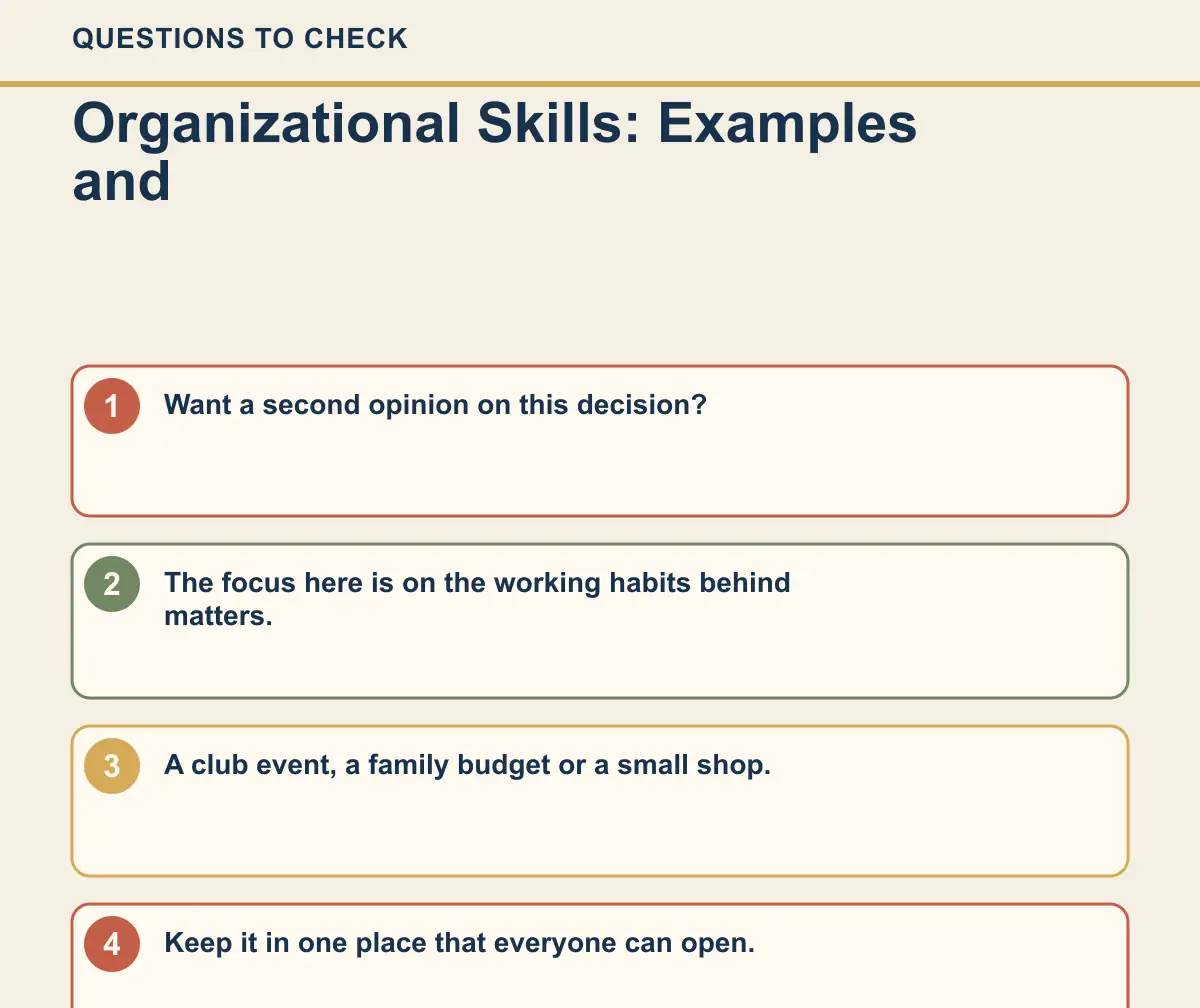 QUESTIONS TO CHECK
Organizational Skills: Examples
and
1
Want a second opinion on this decision?
2
The focus here is on the working habits behind
matters.
3
A club event, a family budget or a small shop.
4
Keep it in one place that everyone can open.